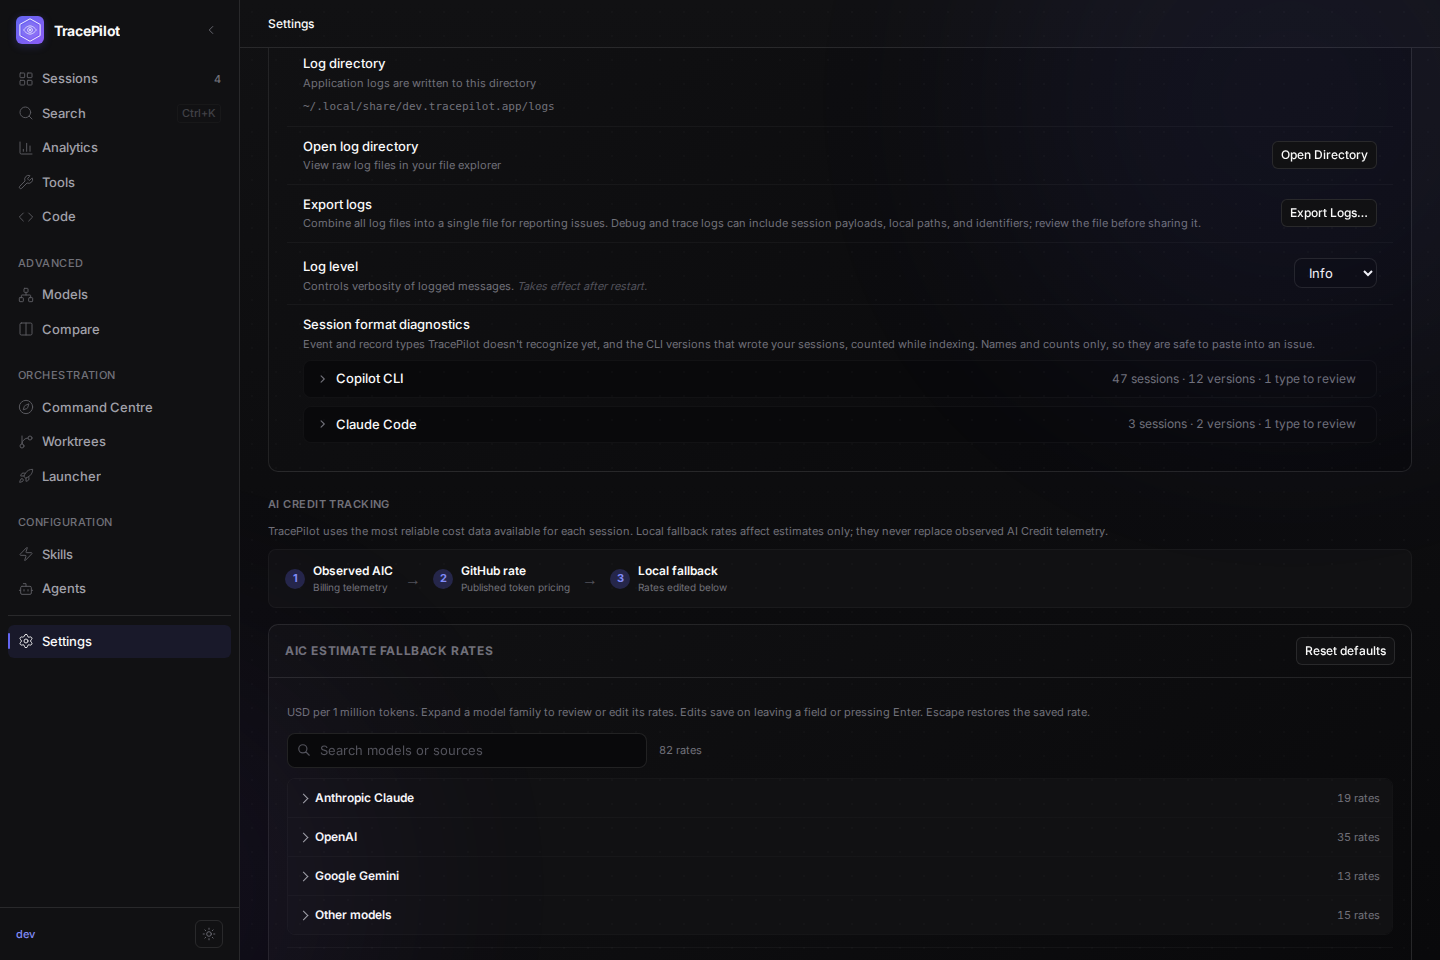 TracePilot
Settings
Sessions 4
Search Ctrl+K
Analytics
Tools
Code
ADVANCED
Models
Compare
ORCHESTRATION
Command Centre
Worktrees
Launcher
CONFIGURATION
Skills
Agents
Settings
dev
Log directory
Application logs are written to this directory
~/.local/share/dev.tracepilot.app/logs
Open log directory
View raw log files in your file explorer
Open Directory
Export logs
Combine all log files into a single file for reporting issues. Debug and trace logs can include session payloads, local paths, and identifiers; review the file before sharing it.
Export Logs...
Log level
Controls verbosity of logged messages. Takes effect after restart.
Info
Session format diagnostics
Event and record types TracePilot doesn't recognize yet, and the CLI versions that wrote your sessions, counted while indexing. Names and counts only, so they are safe to paste into an issue.
Copilot CLI 47 sessions · 12 versions · 1 type to review
Claude Code 3 sessions · 2 versions · 1 type to review
AI CREDIT TRACKING
TracePilot uses the most reliable cost data available for each session. Local fallback rates affect estimates only; they never replace observed AI Credit telemetry.
1 Observed AIC → 2 GitHub rate → 3 Local fallback
Billing telemetry Published token pricing Rates edited below
AIC ESTIMATE FALLBACK RATES
Reset defaults
USD per 1 million tokens. Expand a model family to review or edit its rates. Edits save on leaving a field or pressing Enter. Escape restores the saved rate.
Search models or sources 82 rates
Anthropic Claude 19 rates
OpenAI 35 rates
Google Gemini 13 rates
Other models 15 rates